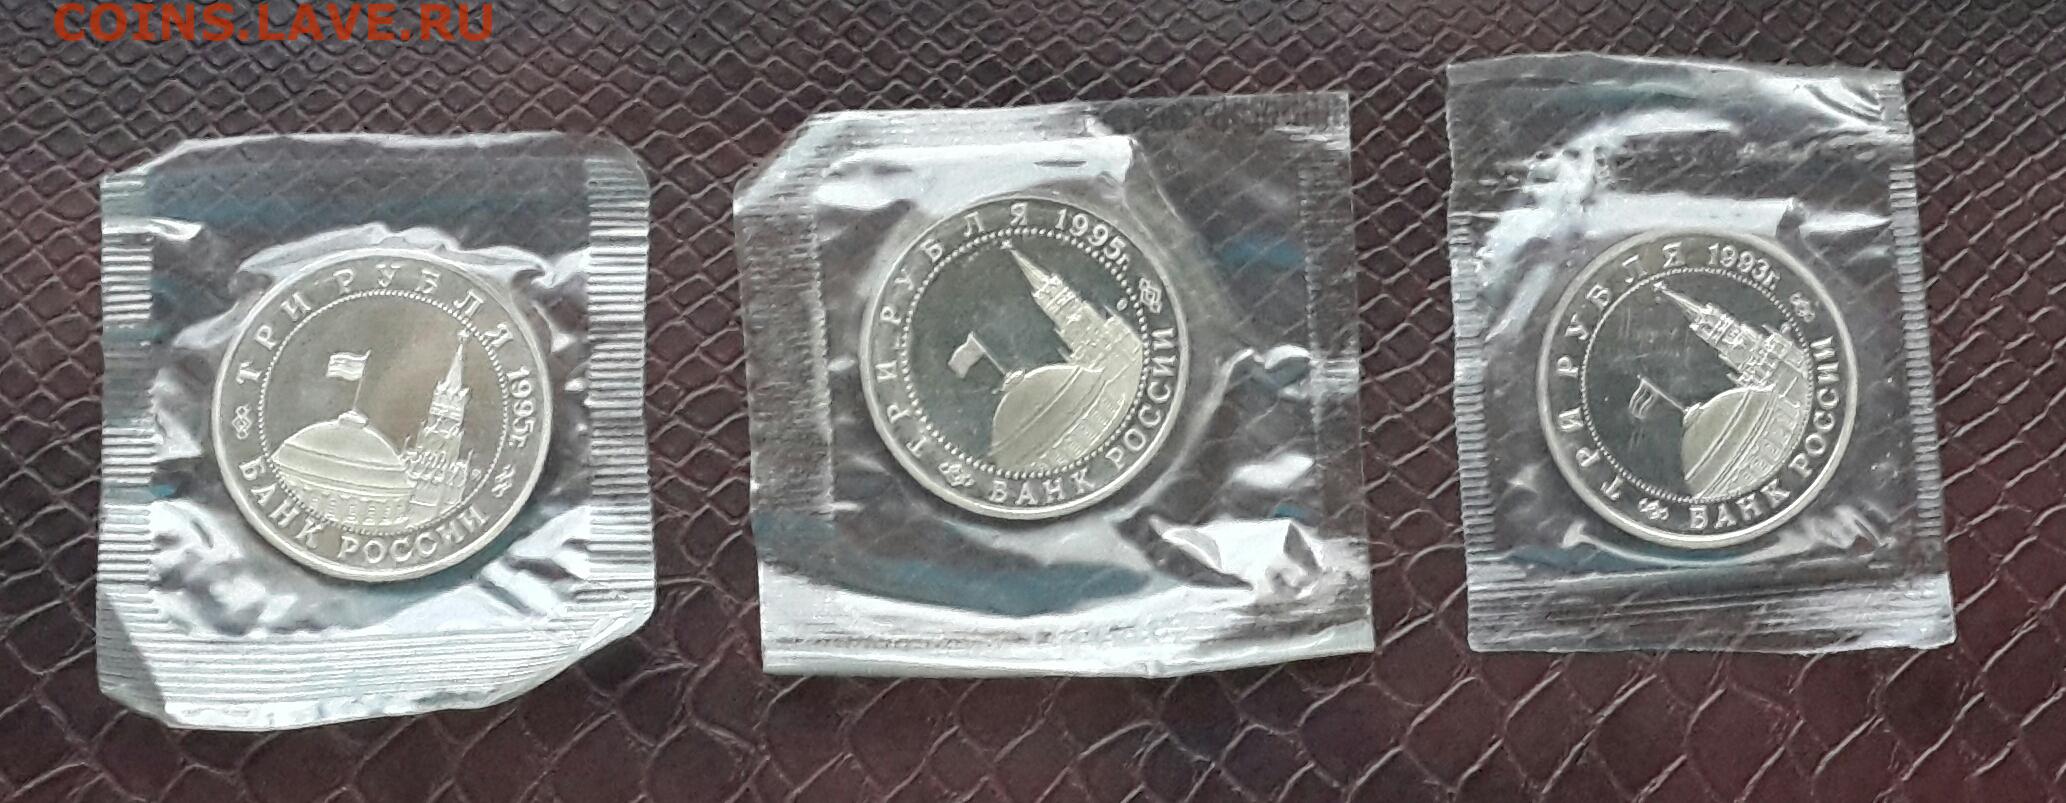 COINS.LAVE.RU
ТРИ РУБЛЯ 1995г.
БАНК РОССИИ
ТРИ РУБЛЯ 1995г.
БАНК РОССИИ
ТРИ РУБЛЯ 1993г.
БАНК РОССИИ